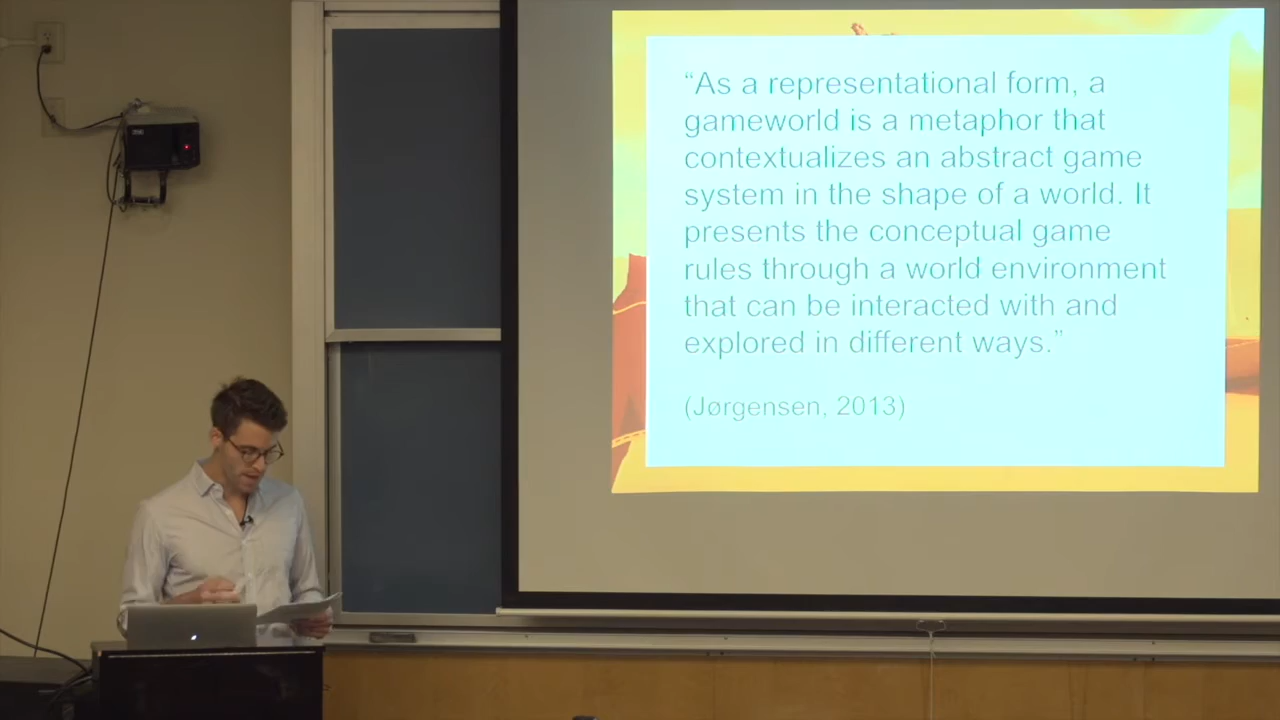 “As a representational form, a
gameworld is a metaphor that
contextualizes an abstract game
system in the shape of a world. It
presents the conceptual game
rules through a world environment
that can be interacted with and
explored in different ways.”
(Jørgensen, 2013)